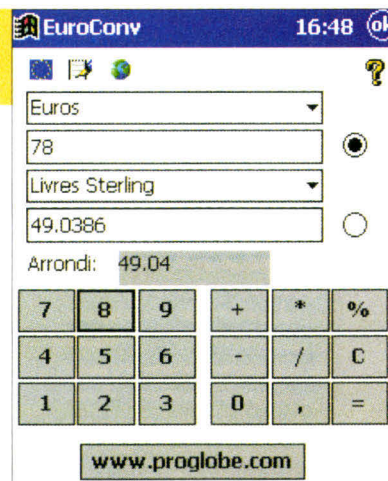 EuroConv 16:48 ok
?
Euros
78
Livres Sterling
49.0386
Arrondi: 49.04
7 8 9 + * %
4 5 6 - / C
1 2 3 0 , =
www.proglobe.com